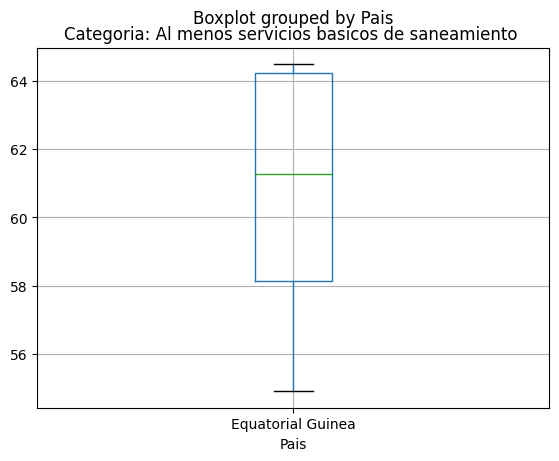 Boxplot grouped by Pais
Categoria: Al menos servicios basicos de saneamiento
64
62
60
58
56
Equatorial Guinea
Pais